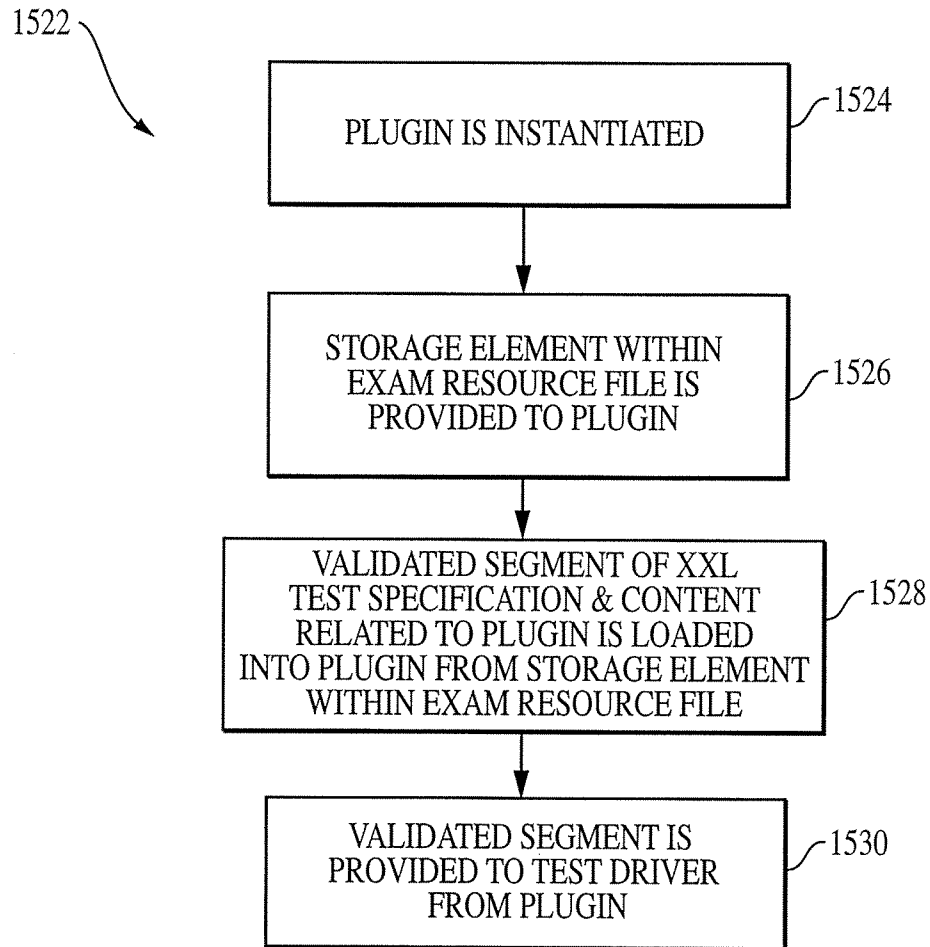 1522
PLUGIN IS INSTANTIATED
1524
STORAGE ELEMENT WITHIN
EXAM RESOURCE FILE IS
PROVIDED TO PLUGIN
1526
VALIDATED SEGMENT OF XXL
TEST SPECIFICATION & CONTENT
RELATED TO PLUGIN IS LOADED
INTO PLUGIN FROM STORAGE ELEMENT
WITHIN EXAM RESOURCE FILE
1528
VALIDATED SEGMENT IS
PROVIDED TO TEST DRIVER
FROM PLUGIN
1530